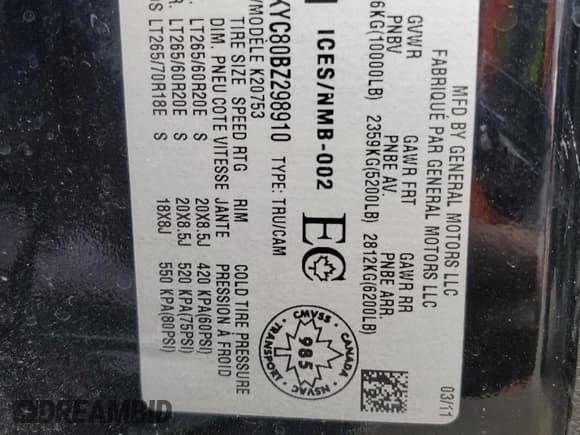 MFD BY GENERAL MOTORS LLC 03/11
FABRIQUÉ PAR GENERAL MOTORS LLC
GVWR GAWR FRT GAWR RR
PNBV PNBE AV. PNBE ARR.
6KG(10000LB) 2359KG(5200LB) 2812KG(6200LB)
ICES/NMB-002 EC
CMVSS
CANADA
NSVAC
TRANSPORT
985
KYC80BZ298910 TYPE: TRU/CAM
/MODELE K20753
TIRE SIZE SPEED RTG RIM COLD TIRE PRESSURE
DIM. PNEU COTE VITESSE JANTE PRESSION À FROID
LT265/60R20E S 20X8.5J 420 KPA(60PSI)
LT265/60R20E S 20X8.5J 520 KPA(75PSI)
LT265/70R18E S 18X8J 550 KPA(80PSI)
DREAMBID